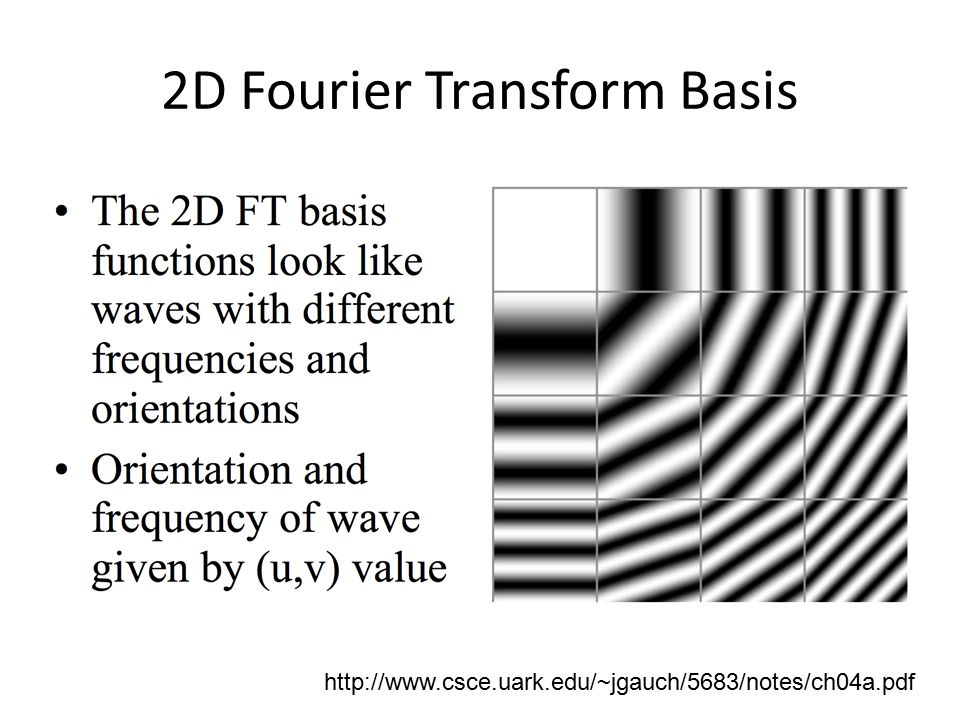 2D Fourier Transform Basis
• The 2D FT basis
functions look like
waves with different
frequencies and
orientations
• Orientation and
frequency of wave
given by (u,v) value
http://www.csce.uark.edu/~jgauch/5683/notes/ch04a.pdf